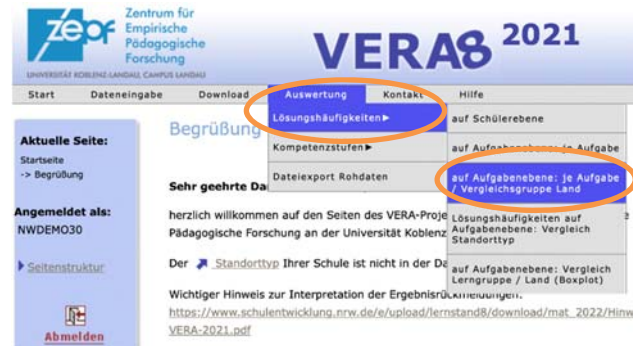 zepf
Zentrum für
Empirische
Pädagogische
Forschung
UNIVERSITÄT KOBLENZ-LANDAU, CAMPUS LANDAU
VERA8 2021
Start Dateneingabe Download Auswertung Kontakt Hilfe
Lösungshäufigkeiten
Kompetenzstufen
Dateiexport Rohdaten
auf Schülerebene
auf Aufgabenebene: je Aufgabe
auf Aufgabenebene: je Aufgabe
/ Vergleichsgruppe Land
Lösungshäufigkeiten auf
Aufgabenebene: Vergleich
Standorttyp
auf Aufgabenebene: Vergleich
Lerngruppe / Land (Boxplot)
Aktuelle Seite:
Startseite
-> Begrüßung
Angemeldet als:
NWDEMO30
Seitenstruktur
Abmelden
Begrüßung
Sehr geehrte Da
herzlich willkommen auf den Seiten des VERA-Proje
Pädagogische Forschung an der Universität Koblenz
Der Standorttyp Ihrer Schule ist nicht in der Da
Wichtiger Hinweis zur Interpretation der Ergebnisrückmeldungen:
https://www.schulentwicklung.nrw.de/e/upload/lernstand8/download/mat_2022/Hinw
VERA-2021.pdf